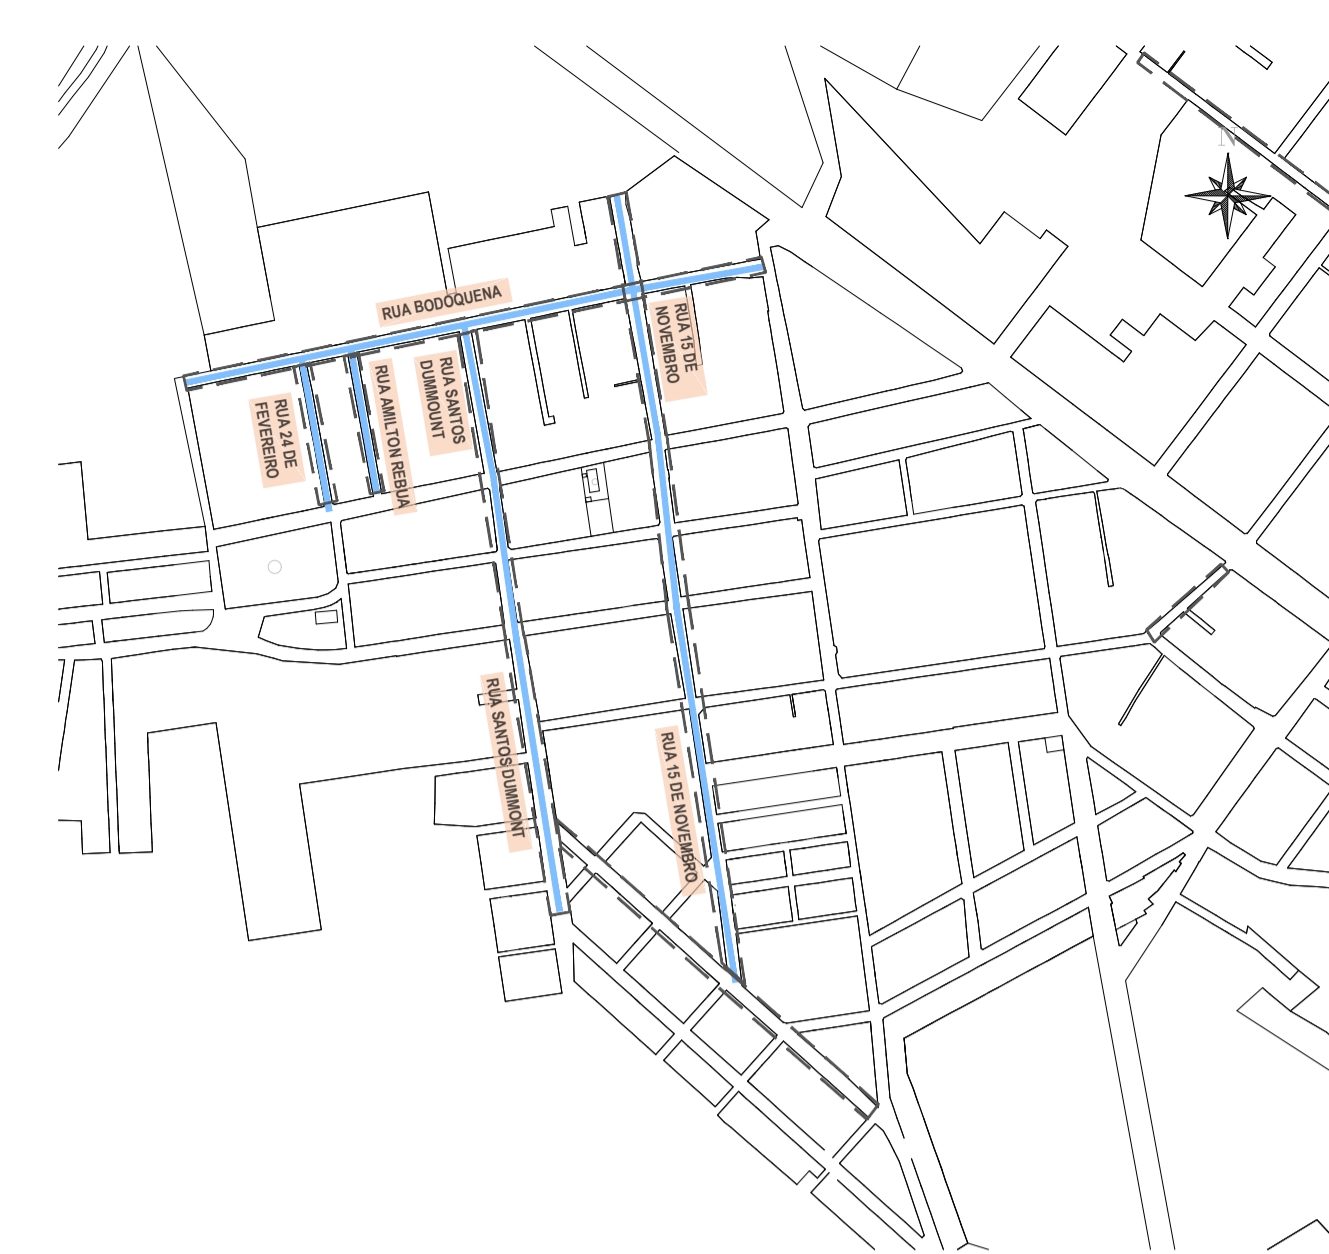 N
RUA BODOQUENA
RUA 15 DE
NOVEMBRO
RUA SANTOS
DUMMOUNT
RUA AMILTON REBUA
RUA 24 DE
FEVEREIRO
RUA SANTOS DUMMONT
RUA 15 DE NOVEMBRO